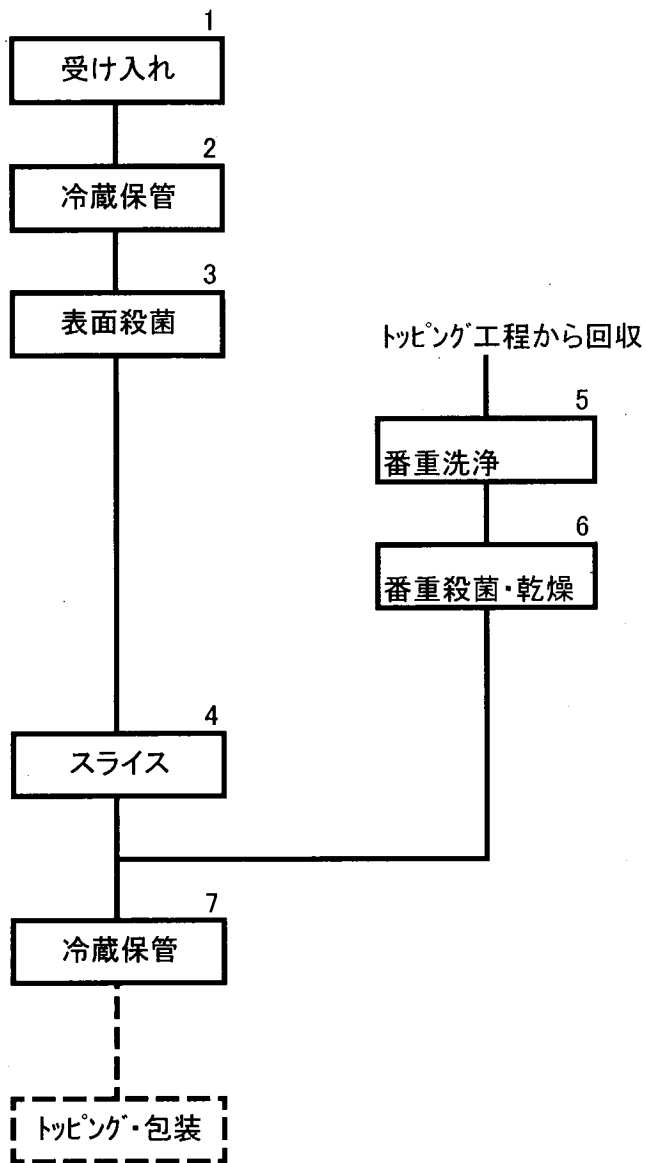 1
受け入れ
2
冷蔵保管
3
表面殺菌
ﾄｯﾋﾟﾝｸﾞ工程から回収
5
番重洗浄
6
番重殺菌・乾燥
4
スライス
7
冷蔵保管
ﾄｯﾋﾟﾝｸﾞ・包装